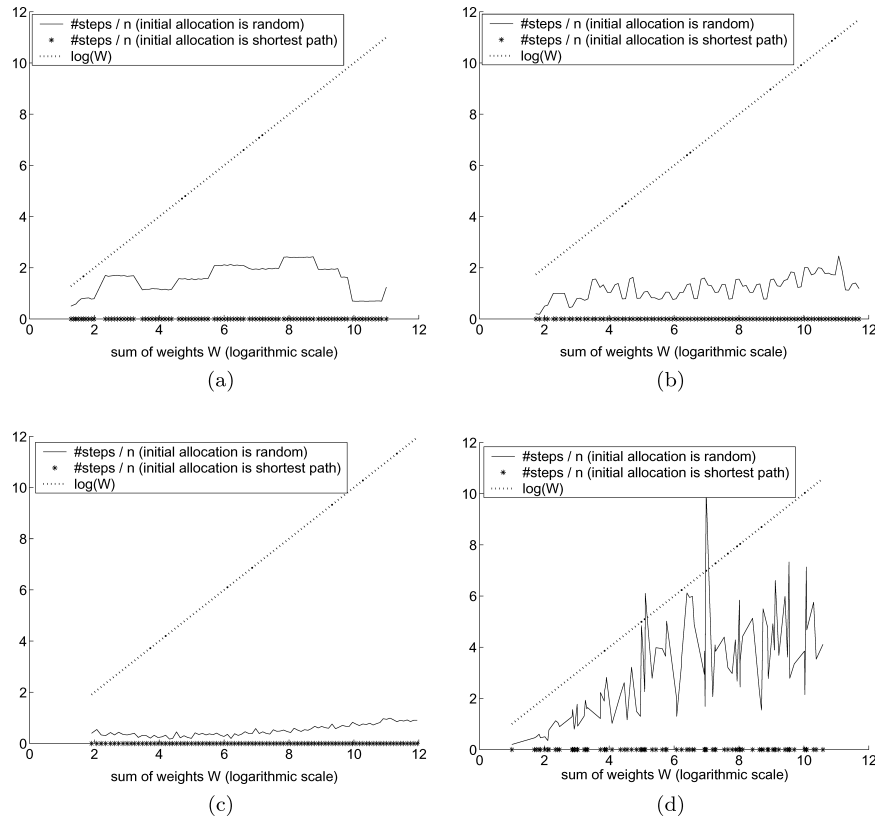 12
#steps / n (initial allocation is random)
#steps / n (initial allocation is shortest path)
log(W)
10
8
6
4
2
0
0 2 4 6 8 10 12
sum of weights W (logarithmic scale)
(a)
12
#steps / n (initial allocation is random)
#steps / n (initial allocation is shortest path)
log(W)
10
8
6
4
2
0
0 2 4 6 8 10 12
sum of weights W (logarithmic scale)
(b)
12
#steps / n (initial allocation is random)
#steps / n (initial allocation is shortest path)
log(W)
10
8
6
4
2
0
0 2 4 6 8 10 12
sum of weights W (logarithmic scale)
(c)
12
#steps / n (initial allocation is random)
#steps / n (initial allocation is shortest path)
log(W)
10
8
6
4
2
0
0 2 4 6 8 10 12
sum of weights W (logarithmic scale)
(d)